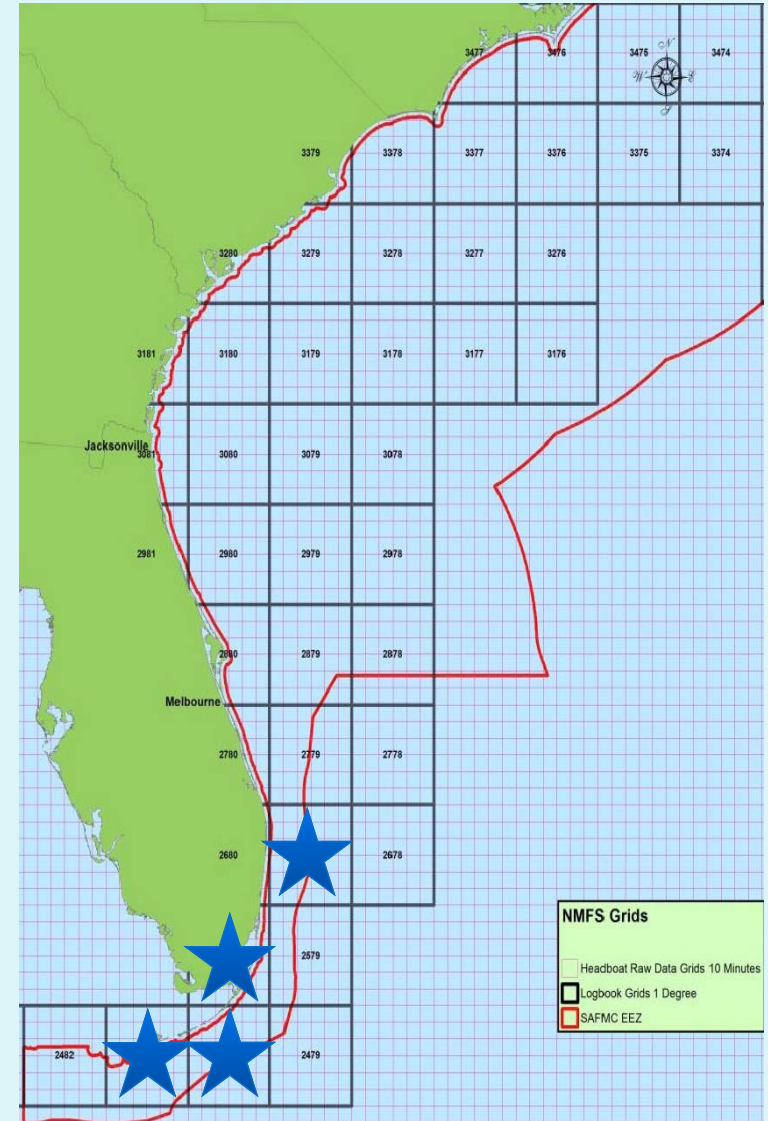 3477 3476 3475 3474
N
W E
S
3379 3378 3377 3376 3375 3374
3280 3279 3278 3277 3276
3181 3180 3179 3178 3177 3176
Jacksonville
3081 3080 3079 3078
2981 2980 2979 2978
2880 2879 2878
Melbourne
2780 2779 2778
2680 2678
2579
2482 2479
NMFS Grids
Headboat Raw Data Grids 10 Minutes
Logbook Grids 1 Degree
SAFMC EEZ